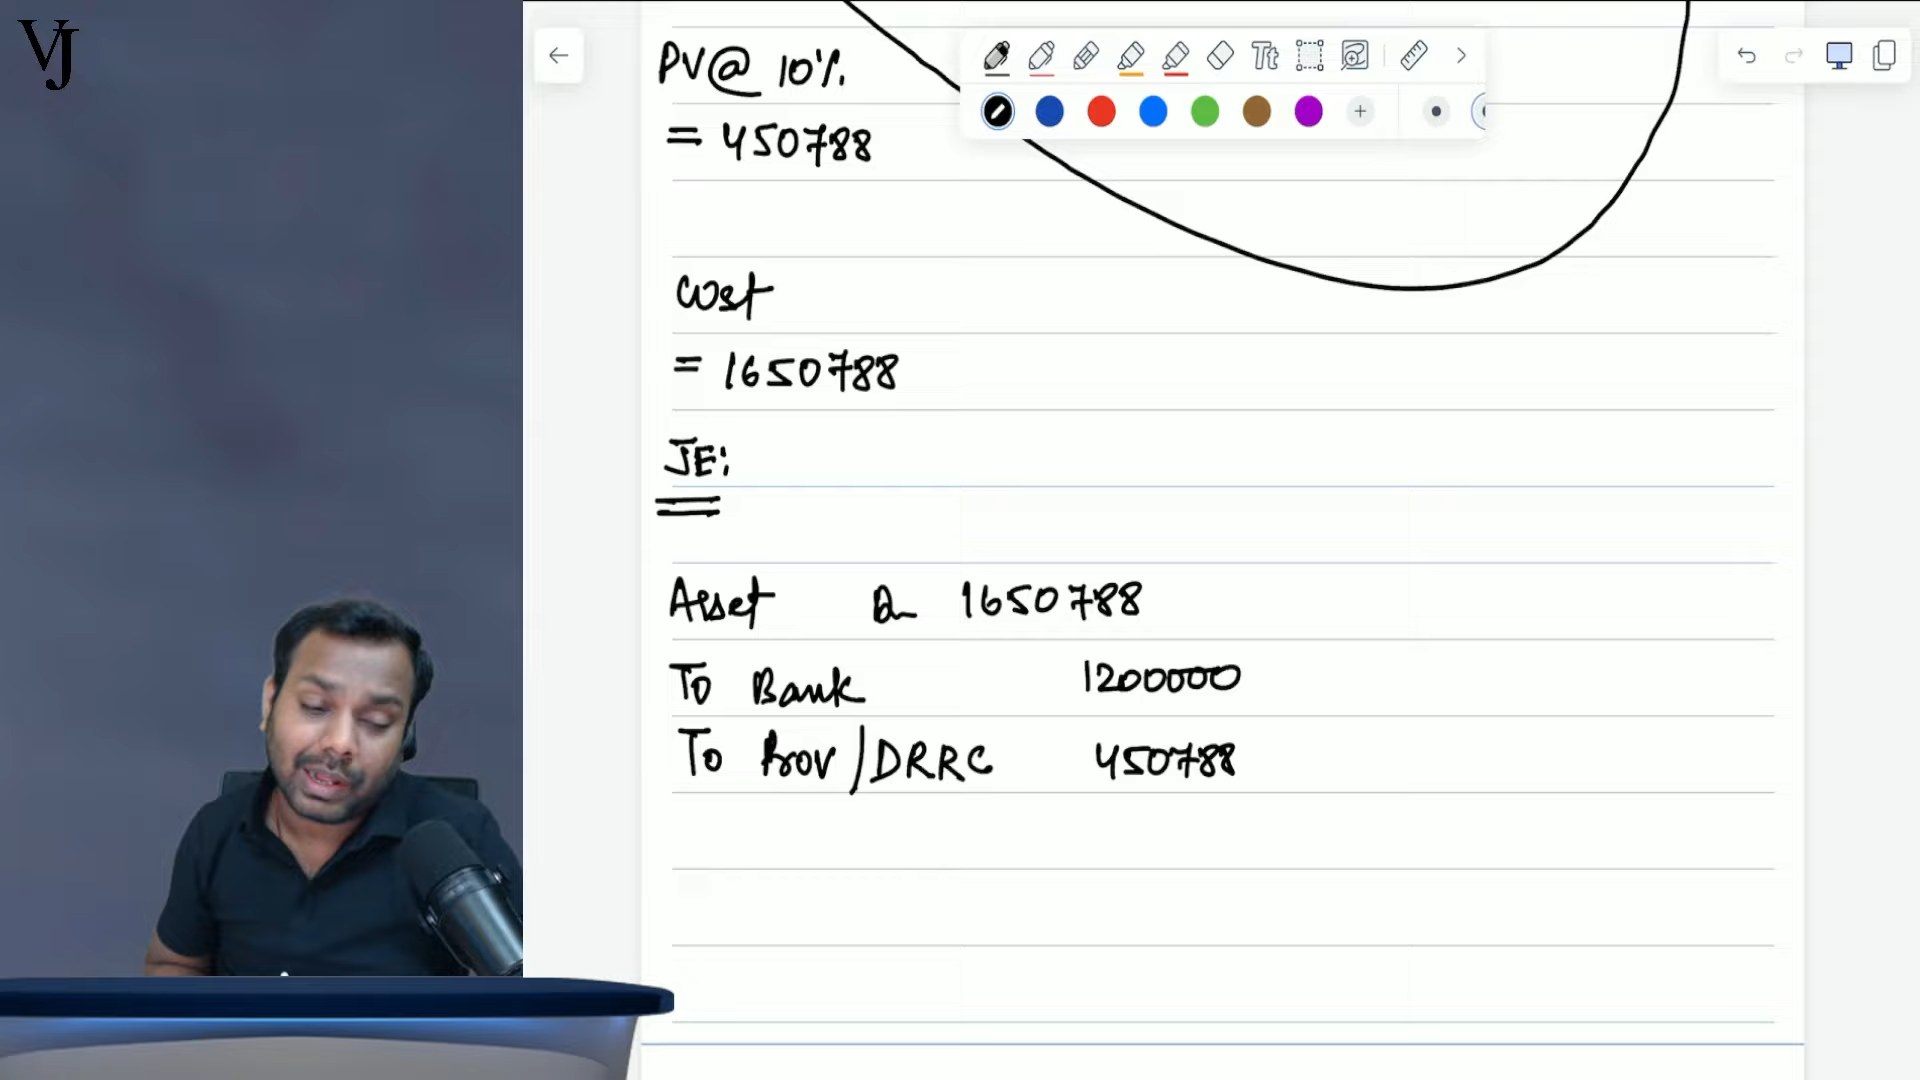 VJ
PV@ 10%
= 450788
Cost
= 1650788
JE:
Asset Dr 1650788
To Bank 1200000
To Prov/DRRC 450788